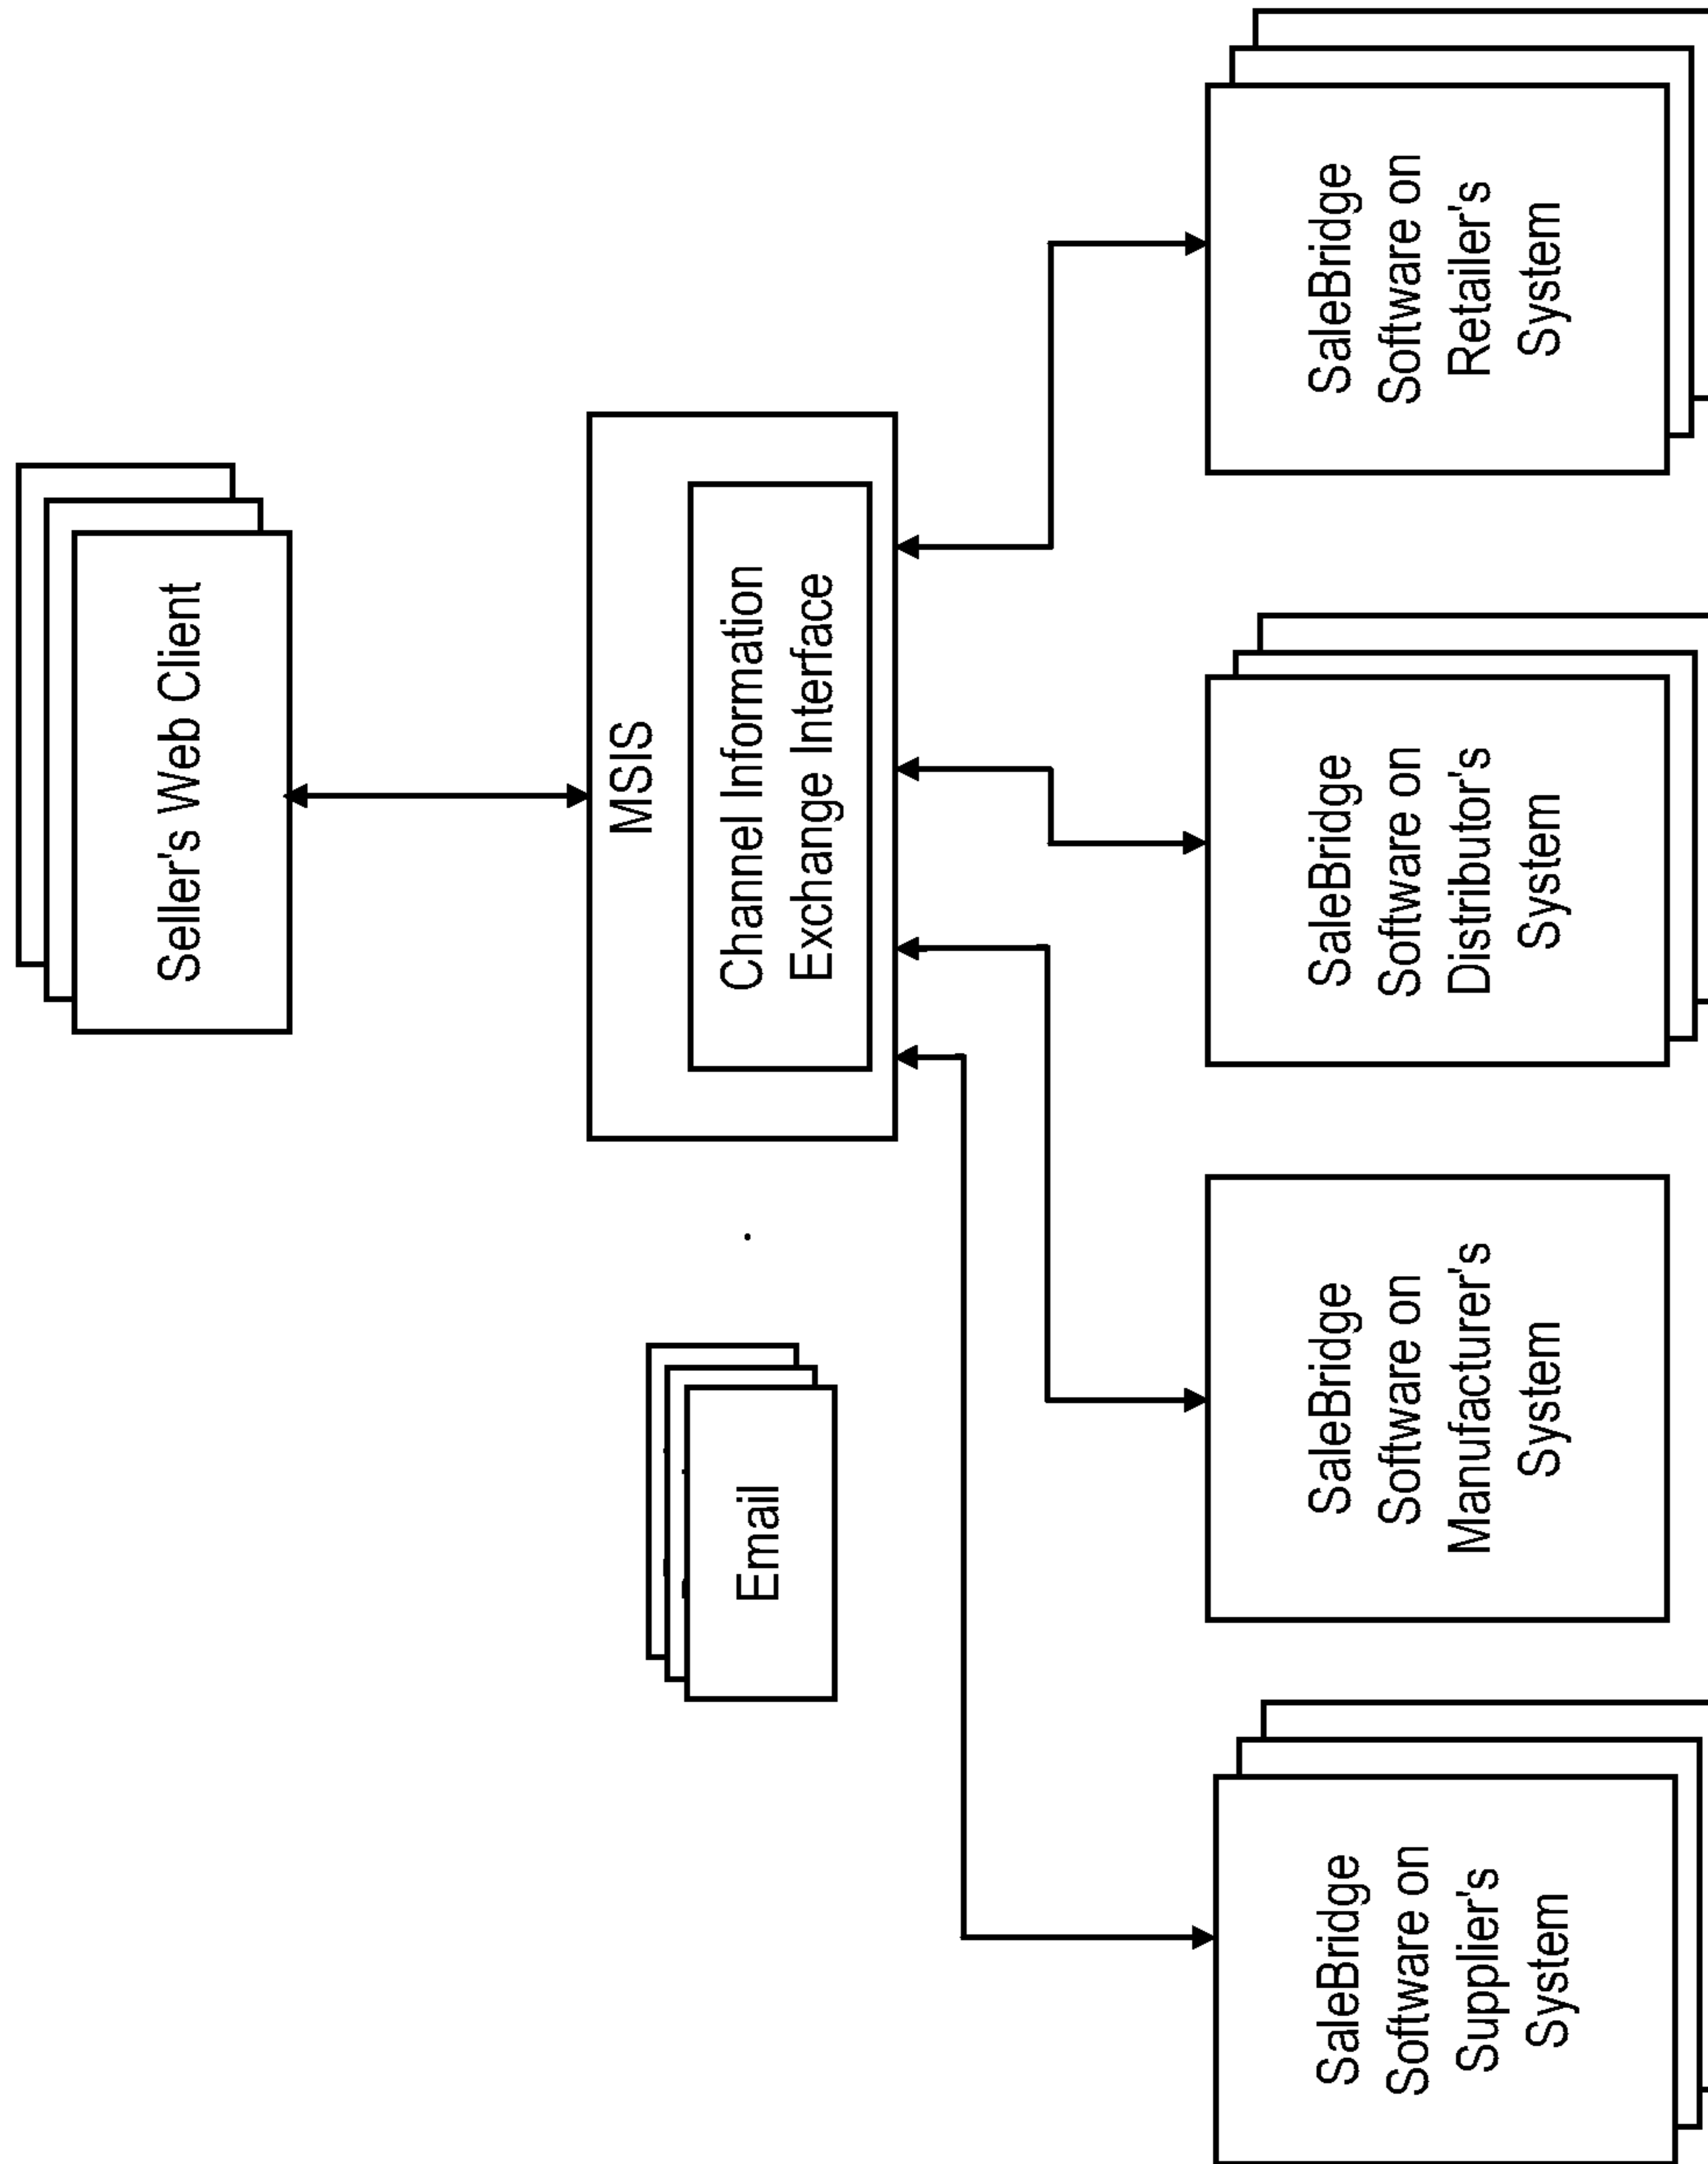 Seller's Web Client
MSIS
Channel Information
Exchange Interface
Email
SaleBridge
Software on
Supplier's
System
SaleBridge
Software on
Manufacturer's
System
SaleBridge
Software on
Distributor's
System
SaleBridge
Software on
Retailer's
System